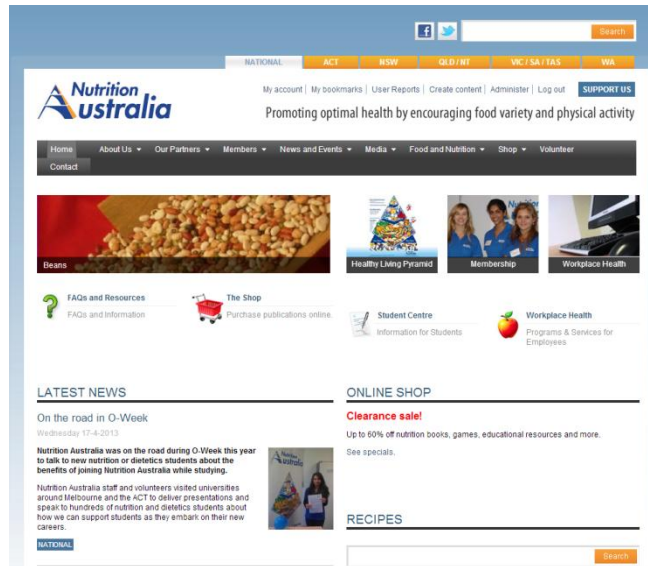 Search
NATIONAL ACT NSW QLD / NT VIC / SA / TAS WA
Nutrition
Australia
My account | My bookmarks | User Reports | Create content | Administer | Log out SUPPORT US
Promoting optimal health by encouraging food variety and physical activity
Home About Us Our Partners Members News and Events Media Food and Nutrition Shop Volunteer
Contact
Beans
Healthy Living Pyramid
Membership
Workplace Health
FAQs and Resources
FAQs and Information
The Shop
Purchase publications online.
Student Centre
Information for Students
Workplace Health
Programs & Services for
Employees
LATEST NEWS
On the road in O-Week
Wednesday 17-4-2013
Nutrition Australia was on the road during O-Week this year
to talk to new nutrition or dietetics students about the
benefits of joining Nutrition Australia while studying.
Nutrition Australia staff and volunteers visited universities
around Melbourne and the ACT to deliver presentations and
speak to hundreds of nutrition and dietetics students about
how we can support students as they embark on their new
careers.
NATIONAL
ONLINE SHOP
Clearance sale!
Up to 60% off nutrition books, games, educational resources and more.
See specials.
RECIPES
Search